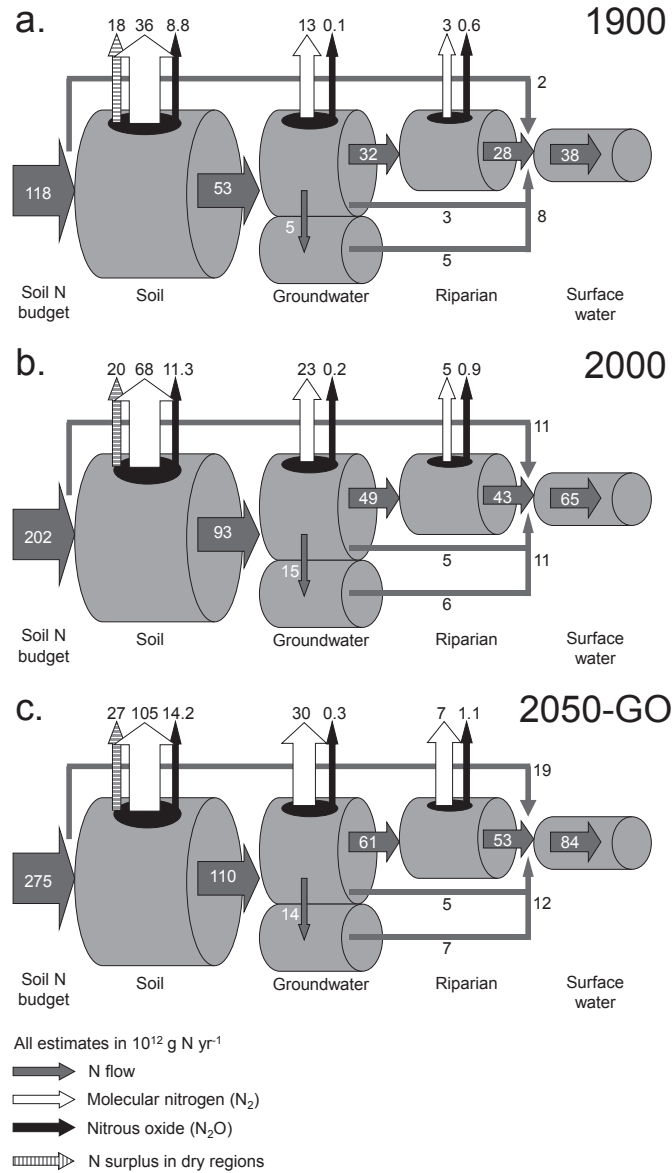 a.
1900
18 36 8.8 13 0.1 3 0.6
2
118 53 32 28 38
5 3 8
5
Soil N budget Soil Groundwater Riparian Surface water
b.
2000
20 68 11.3 23 0.2 5 0.9
11
202 93 49 43 65
15 5 11
6
Soil N budget Soil Groundwater Riparian Surface water
c.
2050-GO
27 105 14.2 30 0.3 7 1.1
19
275 110 61 53 84
14 5 12
7
Soil N budget Soil Groundwater Riparian Surface water
All estimates in 10¹² g N yr⁻¹
N flow
Molecular nitrogen (N₂)
Nitrous oxide (N₂O)
N surplus in dry regions